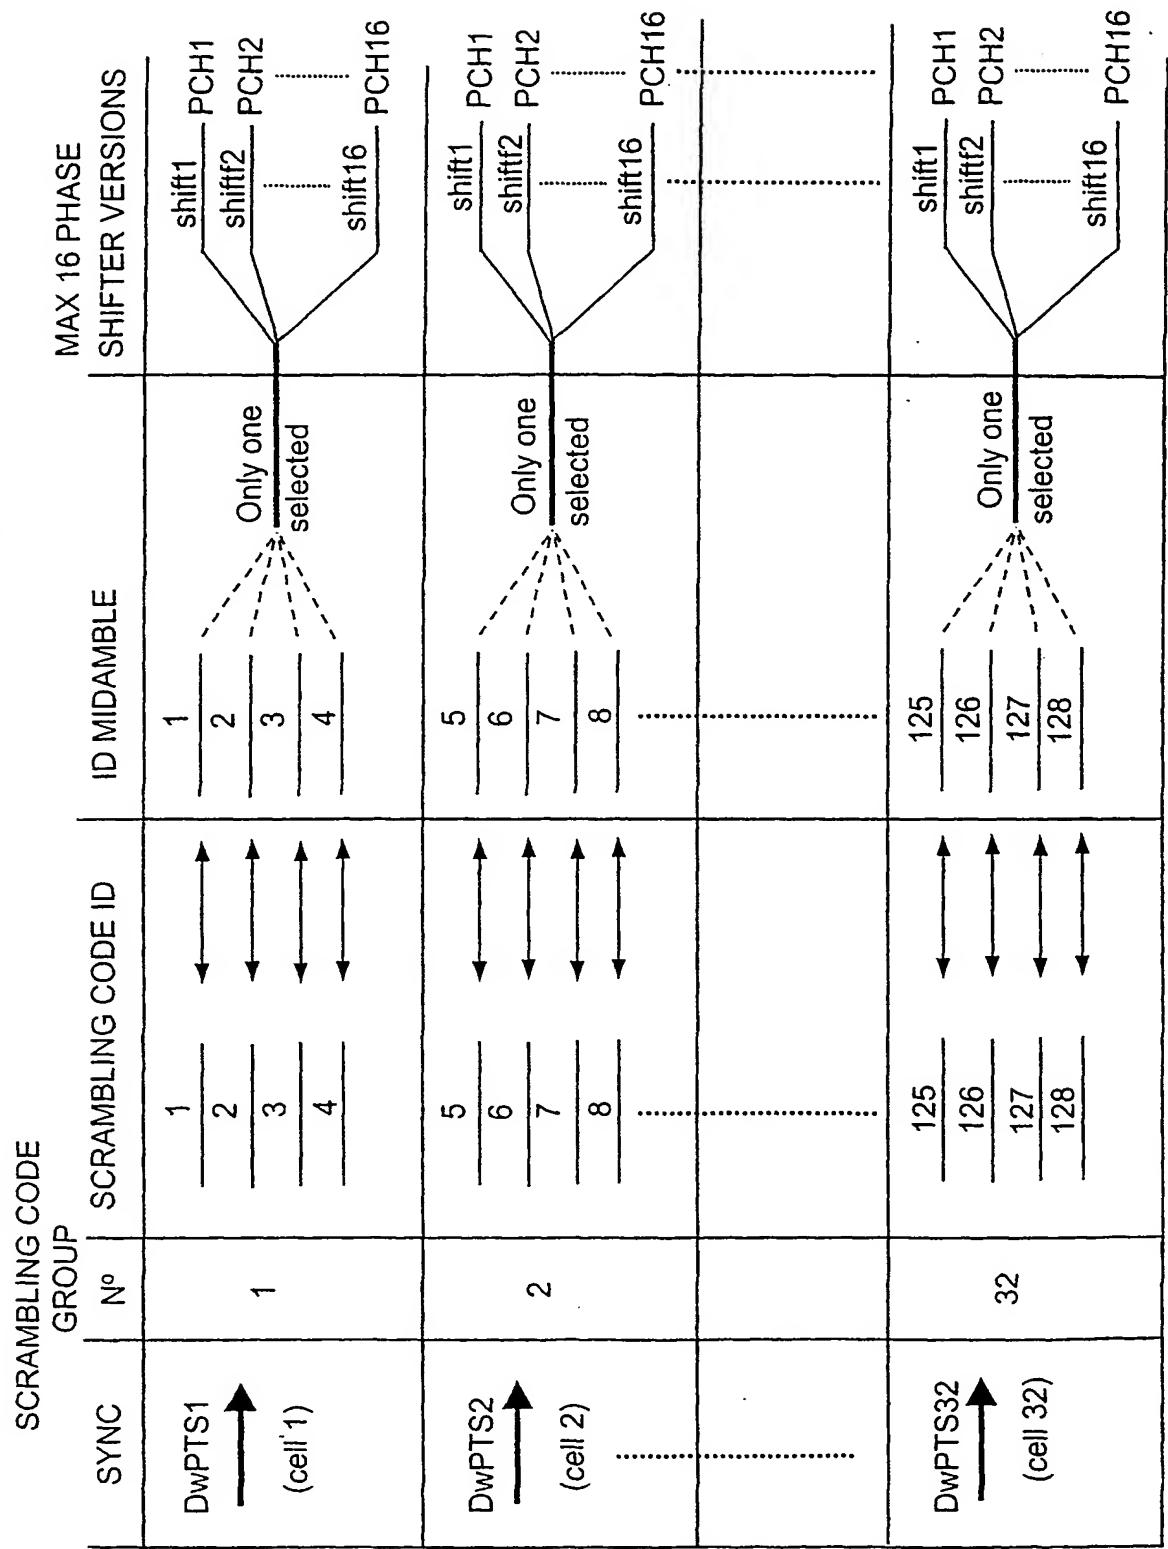 SCRAMBLING CODE
GROUP
SYNC Nº SCRAMBLING CODE ID ID MIDAMBLE MAX 16 PHASE
SHIFTER VERSIONS
DwPTS1
(cell 1)
1
1
2
3
4
1
2
3
4
Only one
selected
shift1 PCH1
shiftf2 PCH2
shift16 PCH16
DwPTS2
(cell 2)
2
5
6
7
8
5
6
7
8
Only one
selected
shift1 PCH1
shiftf2 PCH2
shift16 PCH16
DwPTS32
(cell 32)
32
125
126
127
128
125
126
127
128
Only one
selected
shift1 PCH1
shiftf2 PCH2
shift16 PCH16